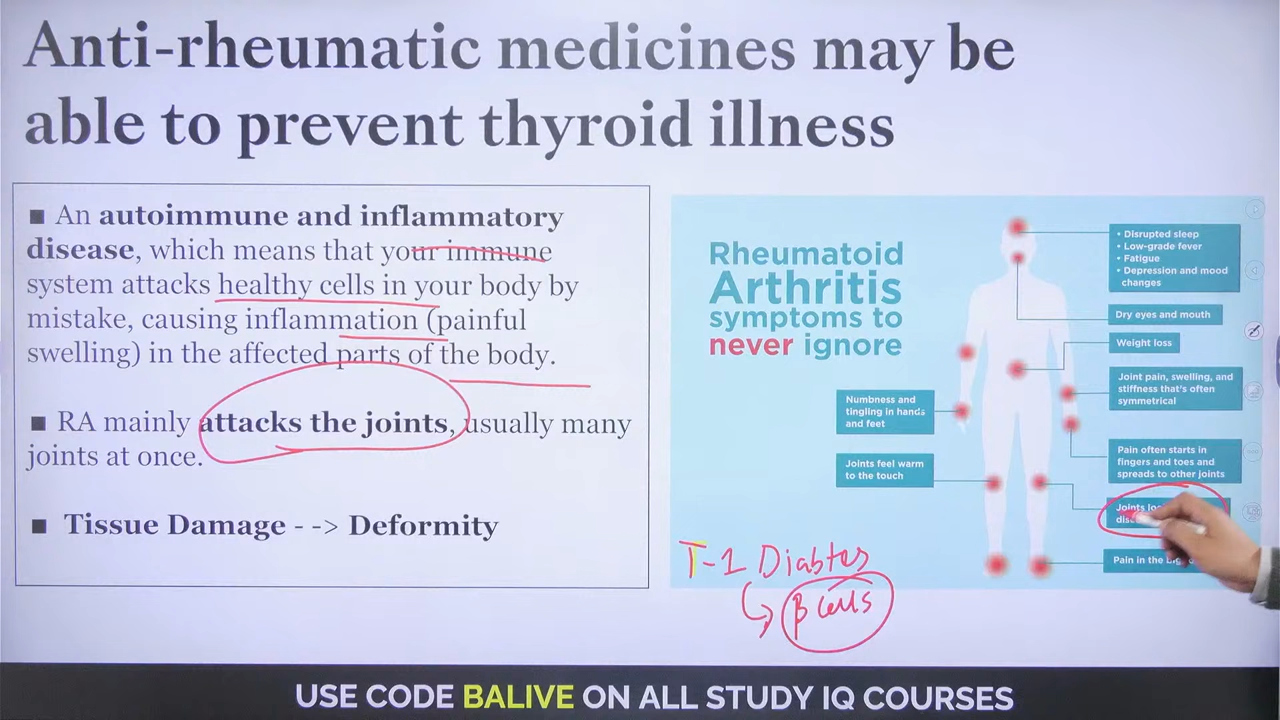 Anti-rheumatic medicines may be
able to prevent thyroid illness
■ An autoimmune and inflammatory
disease, which means that your immune
system attacks healthy cells in your body by
mistake, causing inflammation (painful
swelling) in the affected parts of the body.
■ RA mainly attacks the joints, usually many
joints at once.
■ Tissue Damage - -> Deformity
Rheumatoid
Arthritis
symptoms to
never ignore
• Disrupted sleep
• Low-grade fever
• Fatigue
• Depression and mood
changes
Dry eyes and mouth
Weight loss
Joint pain, swelling, and
stiffness that's often
symmetrical
Numbness and
tingling in hands
and feet
Pain often starts in
fingers and toes and
spreads to other joints
Joints feel warm
to the touch
Joints
Pain in the
T-1 Diabtes
β cells
USE CODE BALIVE ON ALL STUDY IQ COURSES